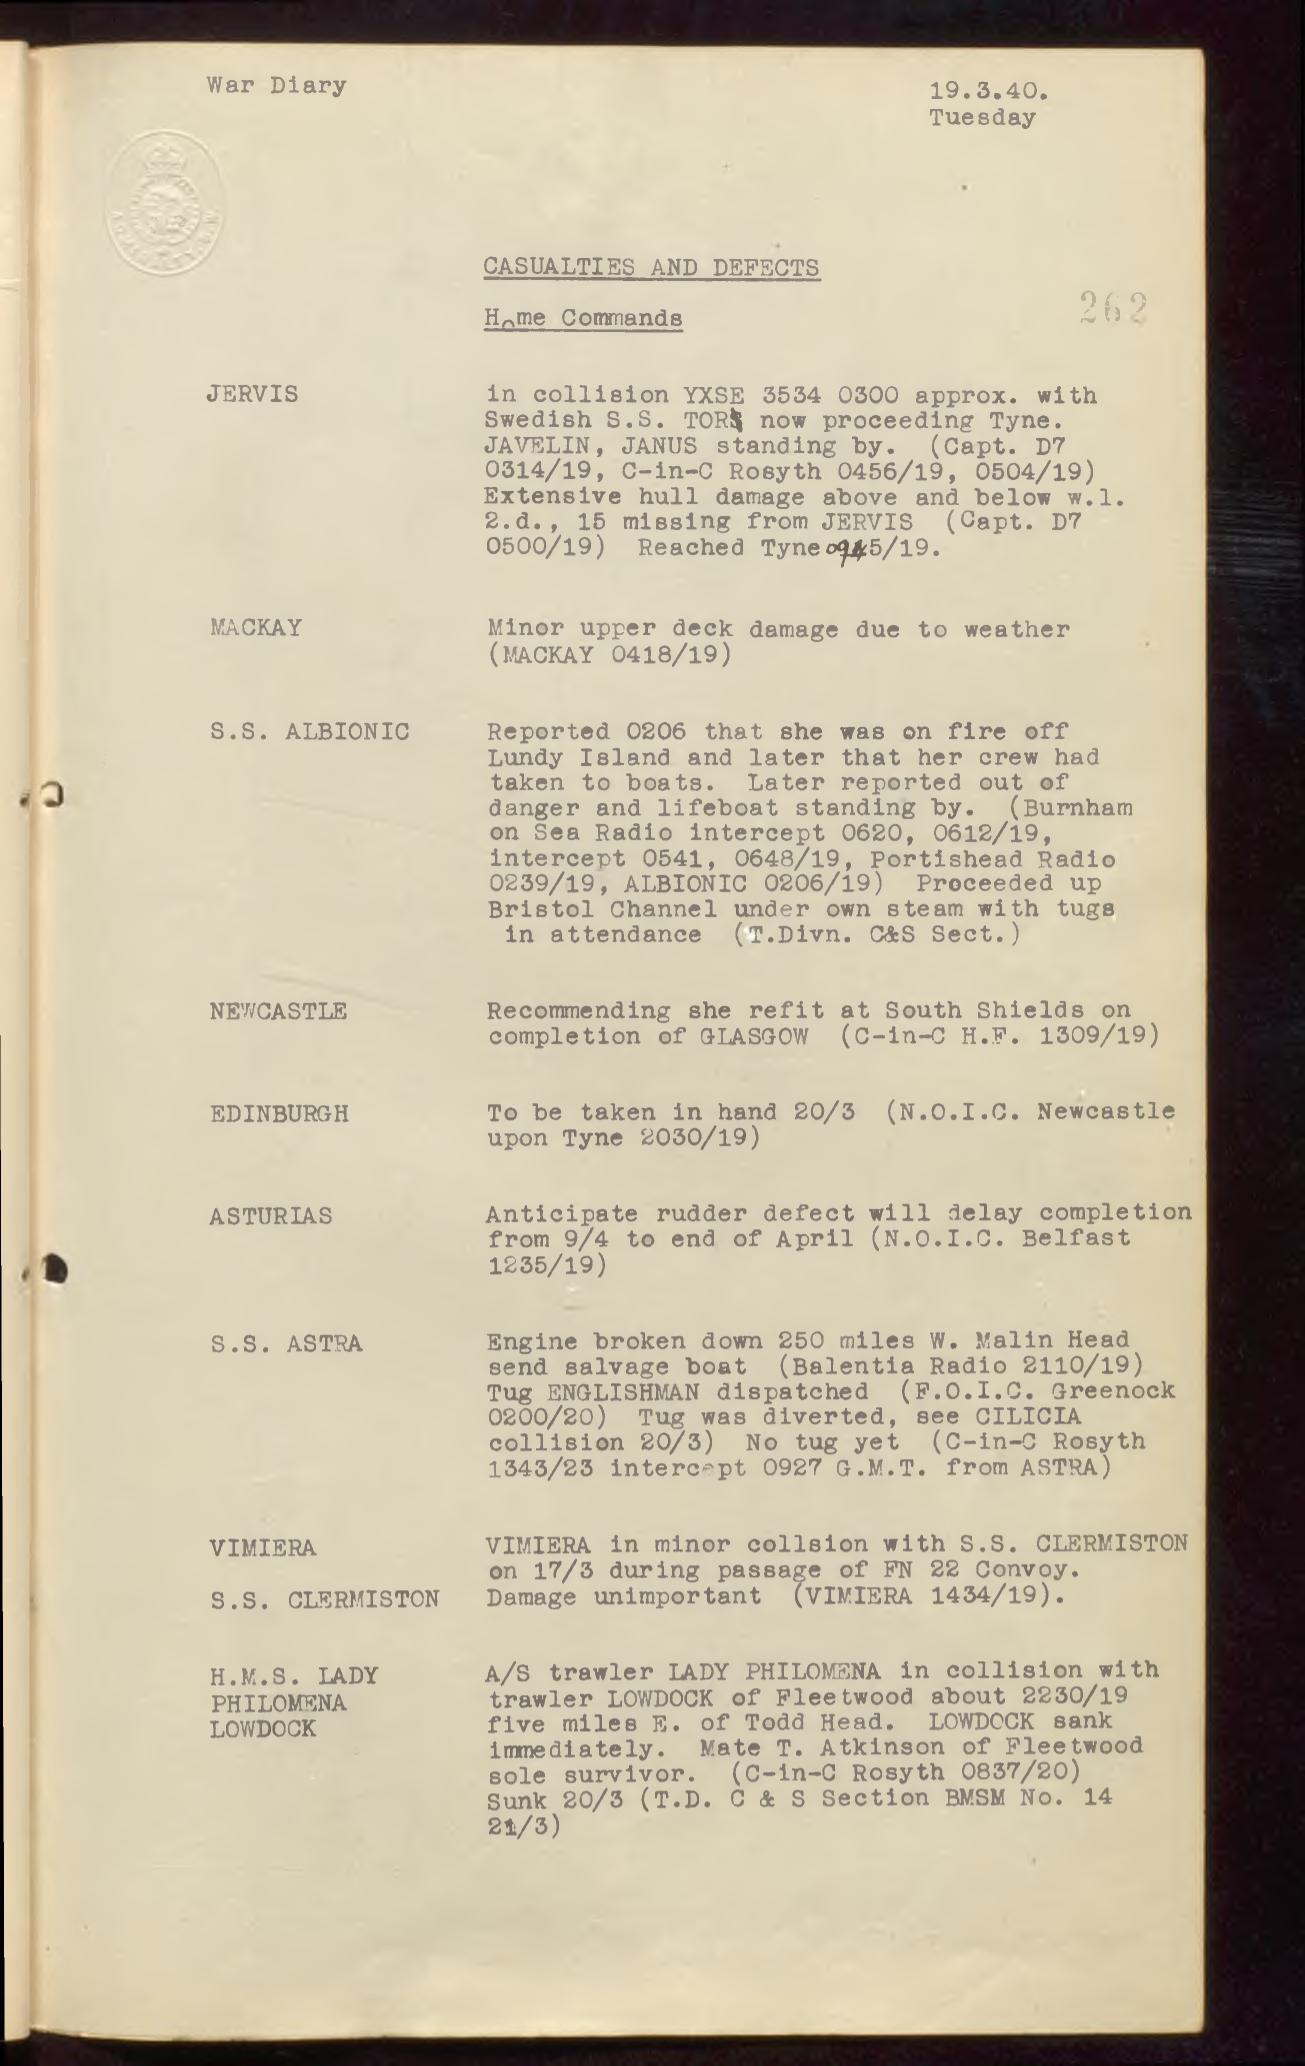 War Diary
19.3.40.
Tuesday
CASUALTIES AND DEFECTS
262
Home Commands
JERVIS
in collision YXSE 3534 0300 approx. with
Swedish S.S. TORS now proceeding Tyne.
JAVELIN, JANUS standing by. (Capt. D7
0314/19, C-in-C Rosyth 0456/19, 0504/19)
Extensive hull damage above and below w.l.
2.d., 15 missing from JERVIS (Capt. D7
0500/19) Reached Tyne 0945/19.
MACKAY
Minor upper deck damage due to weather
(MACKAY 0418/19)
S.S. ALBIONIC
Reported 0206 that she was on fire off
Lundy Island and later that her crew had
taken to boats. Later reported out of
danger and lifeboat standing by. (Burnham
on Sea Radio intercept 0620, 0612/19,
intercept 0541, 0648/19, Portishead Radio
0239/19, ALBIONIC 0206/19) Proceeded up
Bristol Channel under own steam with tugs
in attendance (T.Divn. C&S Sect.)
NEWCASTLE
Recommending she refit at South Shields on
completion of GLASGOW (C-in-C H.F. 1309/19)
EDINBURGH
To be taken in hand 20/3 (N.O.I.C. Newcastle
upon Tyne 2030/19)
ASTURIAS
Anticipate rudder defect will delay completion
from 9/4 to end of April (N.O.I.C. Belfast
1235/19)
S.S. ASTRA
Engine broken down 250 miles W. Malin Head
send salvage boat (Balentia Radio 2110/19)
Tug ENGLISHMAN dispatched (F.O.I.C. Greenock
0200/20) Tug was diverted, see CILICIA
collision 20/3) No tug yet (C-in-C Rosyth
1343/23 intercept 0927 G.M.T. from ASTRA)
VIMIERA
S.S. CLERMISTON
VIMIERA in minor collsion with S.S. CLERMISTON
on 17/3 during passage of FN 22 Convoy.
Damage unimportant (VIMIERA 1434/19).
H.M.S. LADY
PHILOMENA
LOWDOCK
A/S trawler LADY PHILOMENA in collision with
trawler LOWDOCK of Fleetwood about 2230/19
five miles E. of Todd Head. LOWDOCK sank
immediately. Mate T. Atkinson of Fleetwood
sole survivor. (C-in-C Rosyth 0837/20)
Sunk 20/3 (T.D. C & S Section BMSM No. 14
21/3)